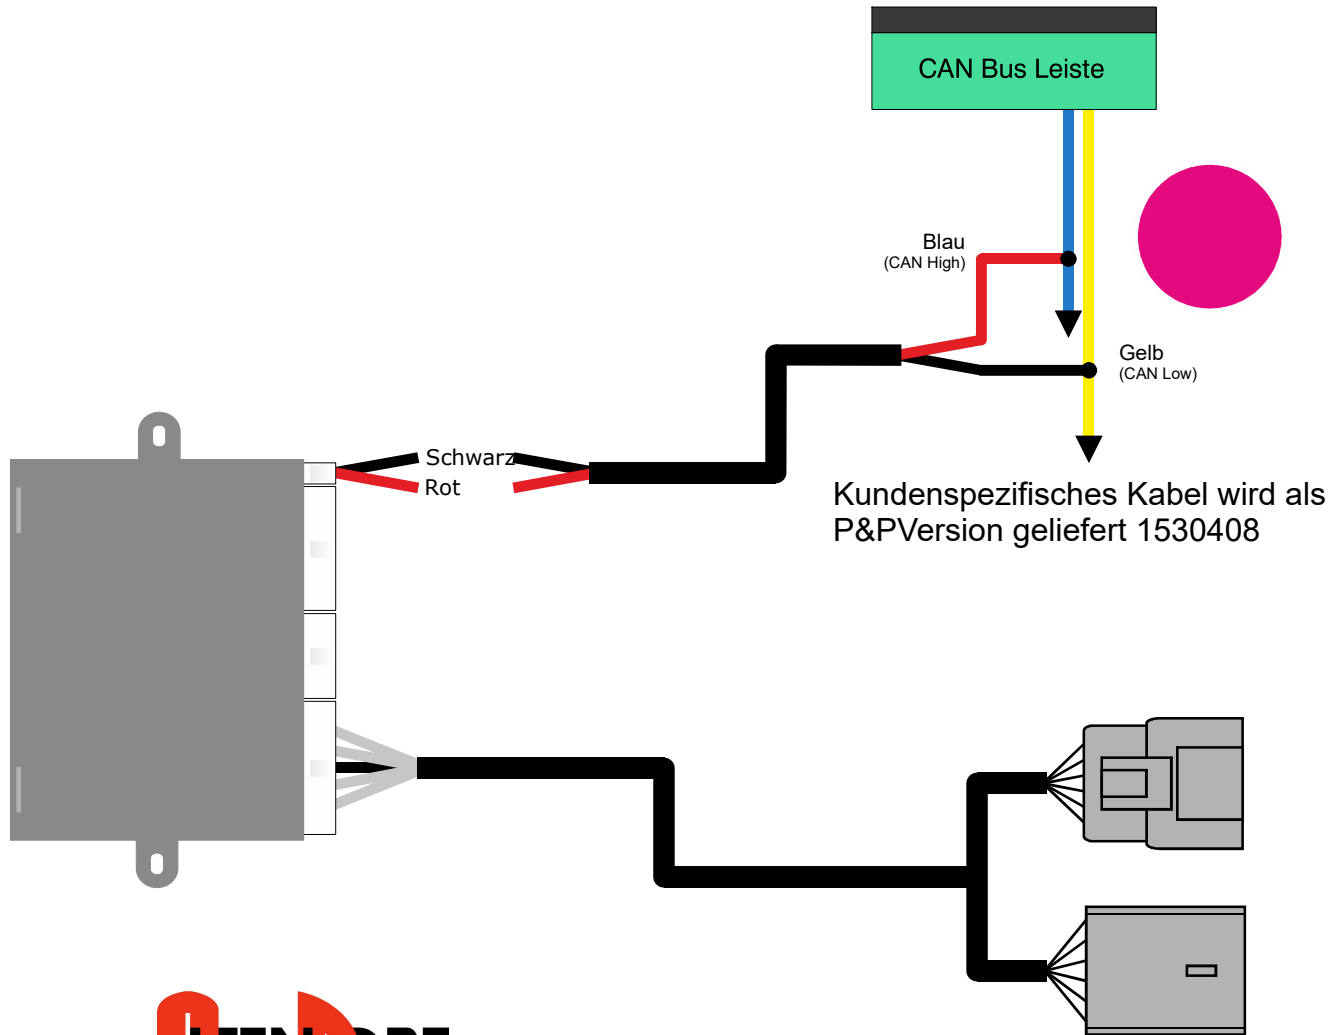 CAN Bus Leiste
Blau
(CAN High)
Gelb
(CAN Low)
Schwarz
Rot
Kundenspezifisches Kabel wird als
P&PVersion geliefert 1530408